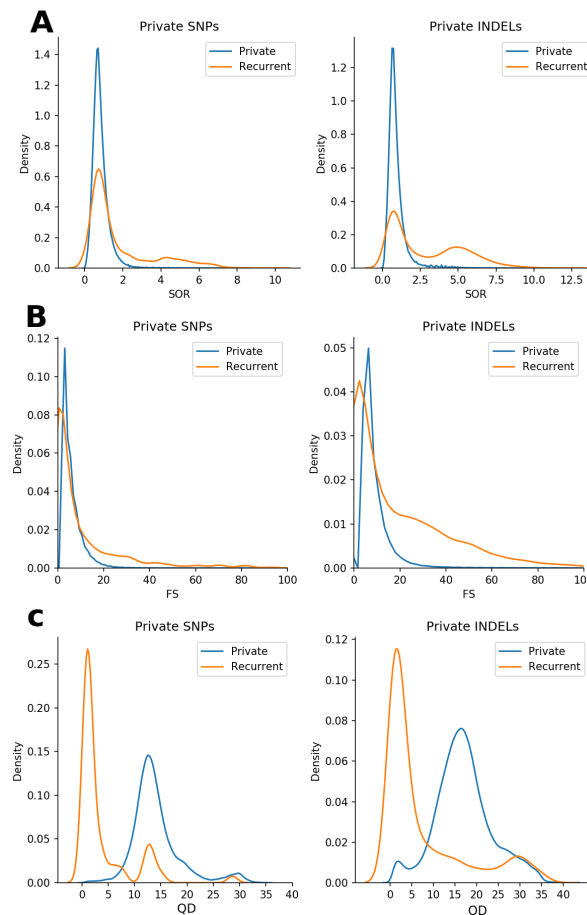 A
Private SNPs
Private INDELs
Private
Recurrent
Private
Recurrent
Density
1.4
1.2
1.0
0.8
0.6
0.4
0.2
0.0
0 2 4 6 8 10
SOR
Density
1.2
1.0
0.8
0.6
0.4
0.2
0.0
0.0 2.5 5.0 7.5 10.0 12.5
SOR
B
Private SNPs
Private INDELs
Private
Recurrent
Private
Recurrent
Density
0.12
0.10
0.08
0.06
0.04
0.02
0.00
0 20 40 60 80 100
FS
Density
0.05
0.04
0.03
0.02
0.01
0.00
0 20 40 60 80 100
FS
c
Private SNPs
Private INDELs
Private
Recurrent
Private
Recurrent
Density
0.25
0.20
0.15
0.10
0.05
0.00
0 5 10 15 20 25 30 35 40
QD
Density
0.12
0.10
0.08
0.06
0.04
0.02
0.00
0 10 20 30 40
QD